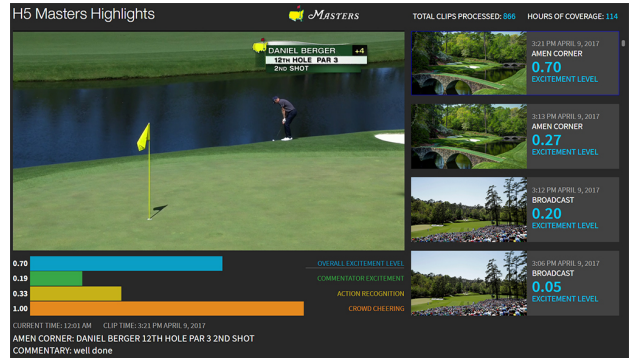 H5 Masters Highlights
MASTERS
TOTAL CLIPS PROCESSED: 866
HOURS OF COVERAGE: 114
DANIEL BERGER +4
12TH HOLE PAR 3
2ND SHOT
3:21 PM APRIL 9, 2017
AMEN CORNER
0.70
EXCITEMENT LEVEL
3:13 PM APRIL 9, 2017
AMEN CORNER
0.27
EXCITEMENT LEVEL
3:12 PM APRIL 9, 2017
BROADCAST
0.20
EXCITEMENT LEVEL
3:06 PM APRIL 9, 2017
BROADCAST
0.05
EXCITEMENT LEVEL
0.70 OVERALL EXCITEMENT LEVEL
0.19 COMMENTATOR EXCITEMENT
0.33 ACTION RECOGNITION
1.00 CROWD CHEERING
CURRENT TIME: 12:01 AM CLIP TIME: 3:21 PM APRIL 9, 2017
AMEN CORNER: DANIEL BERGER 12TH HOLE PAR 3 2ND SHOT
COMMENTARY: well done